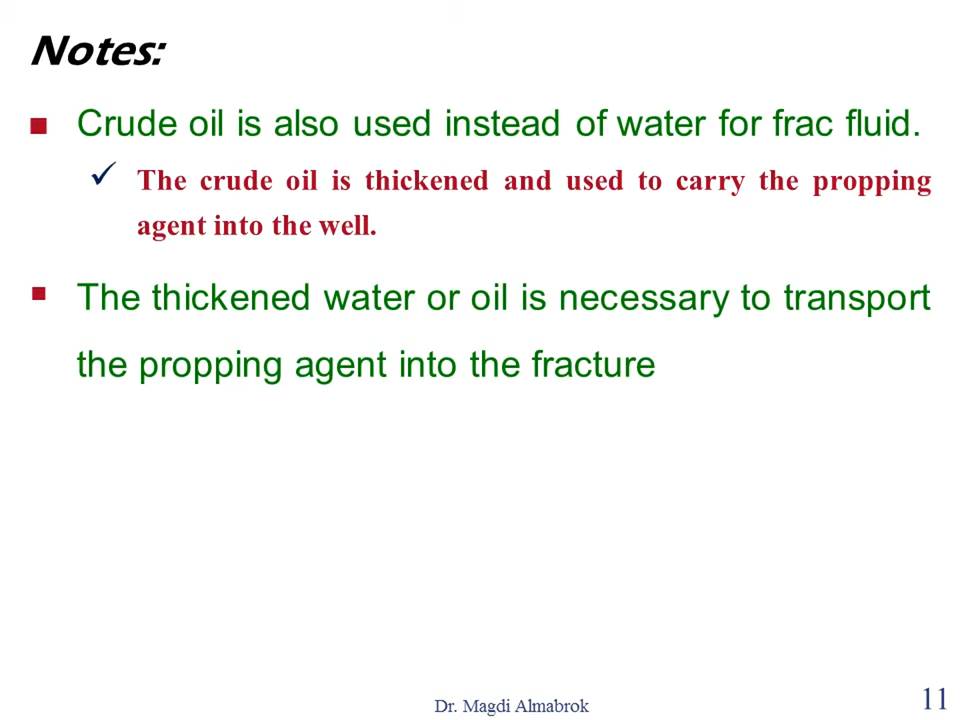 Notes:
Crude oil is also used instead of water for frac fluid.
The crude oil is thickened and used to carry the propping
agent into the well.
The thickened water or oil is necessary to transport
the propping agent into the fracture
Dr. Magdi Almabrok
11